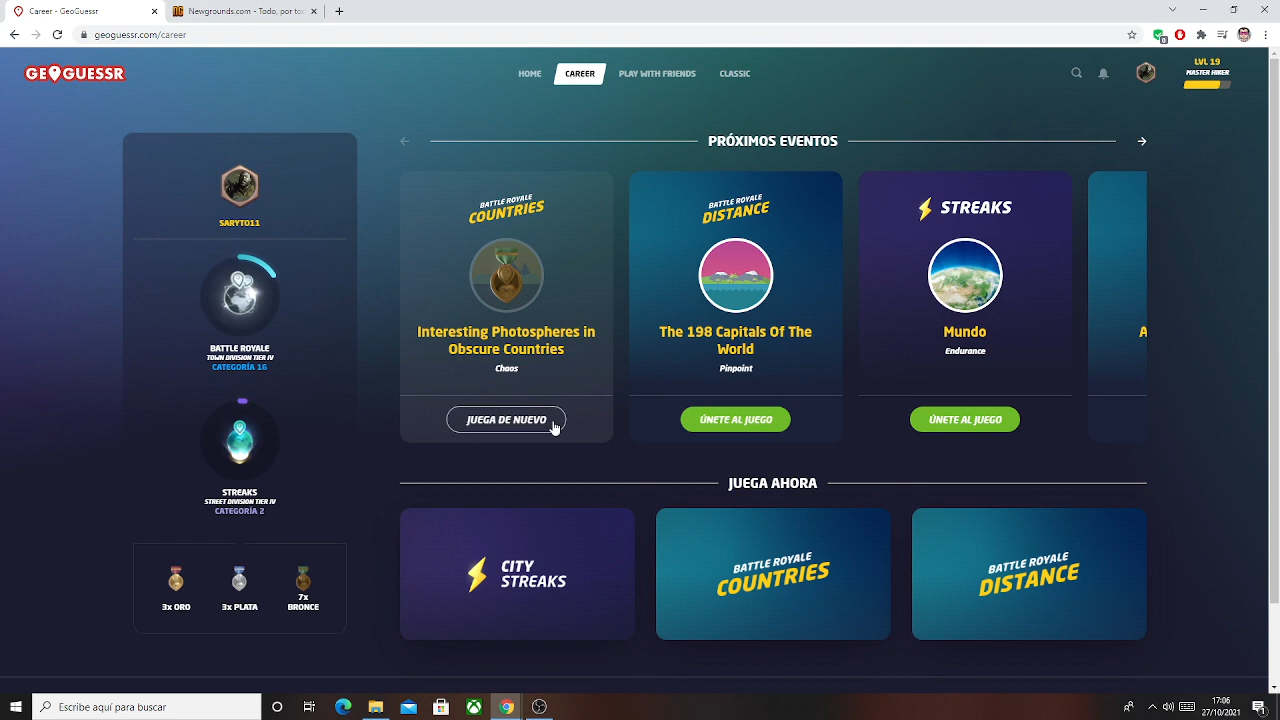 Career - GeoGuessr
Newgrounds.com - Todo, por to
geoguessr.com/career
GEOGUESSR
HOME
CAREER
PLAY WITH FRIENDS
CLASSIC
LVL 19
MASTER HIKER
SARYTO11
BATTLE ROYALE
TOWN DIVISION TIER IV
CATEGORÍA 16
STREAKS
STREET DIVISION TIER IV
CATEGORÍA 2
3X ORO
3X PLATA
7X
BRONCE
PRÓXIMOS EVENTOS
BATTLE ROYALE
COUNTRIES
Interesting Photospheres in
Obscure Countries
Chaos
JUEGA DE NUEVO
BATTLE ROYALE
DISTANCE
The 198 Capitals Of The
World
Pinpoint
ÚNETE AL JUEGO
STREAKS
Mundo
Endurance
ÚNETE AL JUEGO
A
JUEGA AHORA
CITY
STREAKS
BATTLE ROYALE
COUNTRIES
BATTLE ROYALE
DISTANCE
Escribe aquí para buscar
17:06
27/10/2021